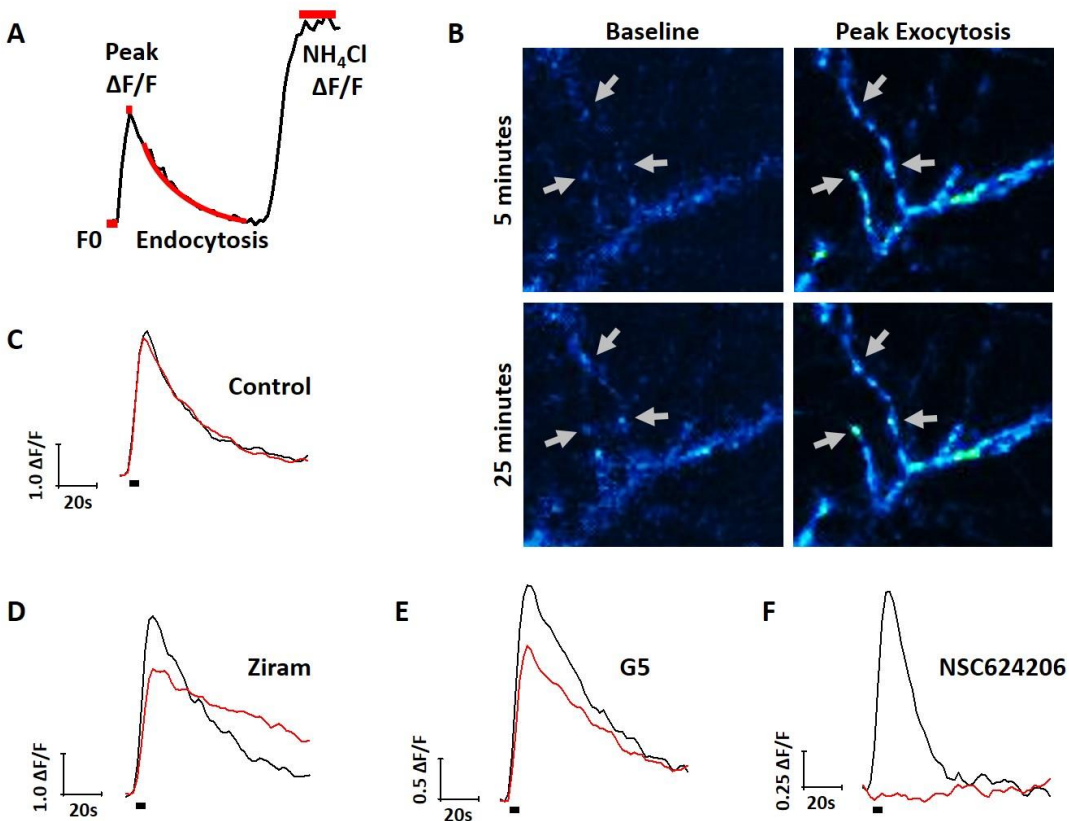 A
Peak
ΔF/F
NH₄Cl
ΔF/F
F0
Endocytosis
B
Baseline
Peak Exocytosis
5 minutes
25 minutes
C
Control
1.0 ΔF/F
20s
D
Ziram
1.0 ΔF/F
20s
E
G5
0.5 ΔF/F
20s
F
NSC624206
0.25 ΔF/F
20s